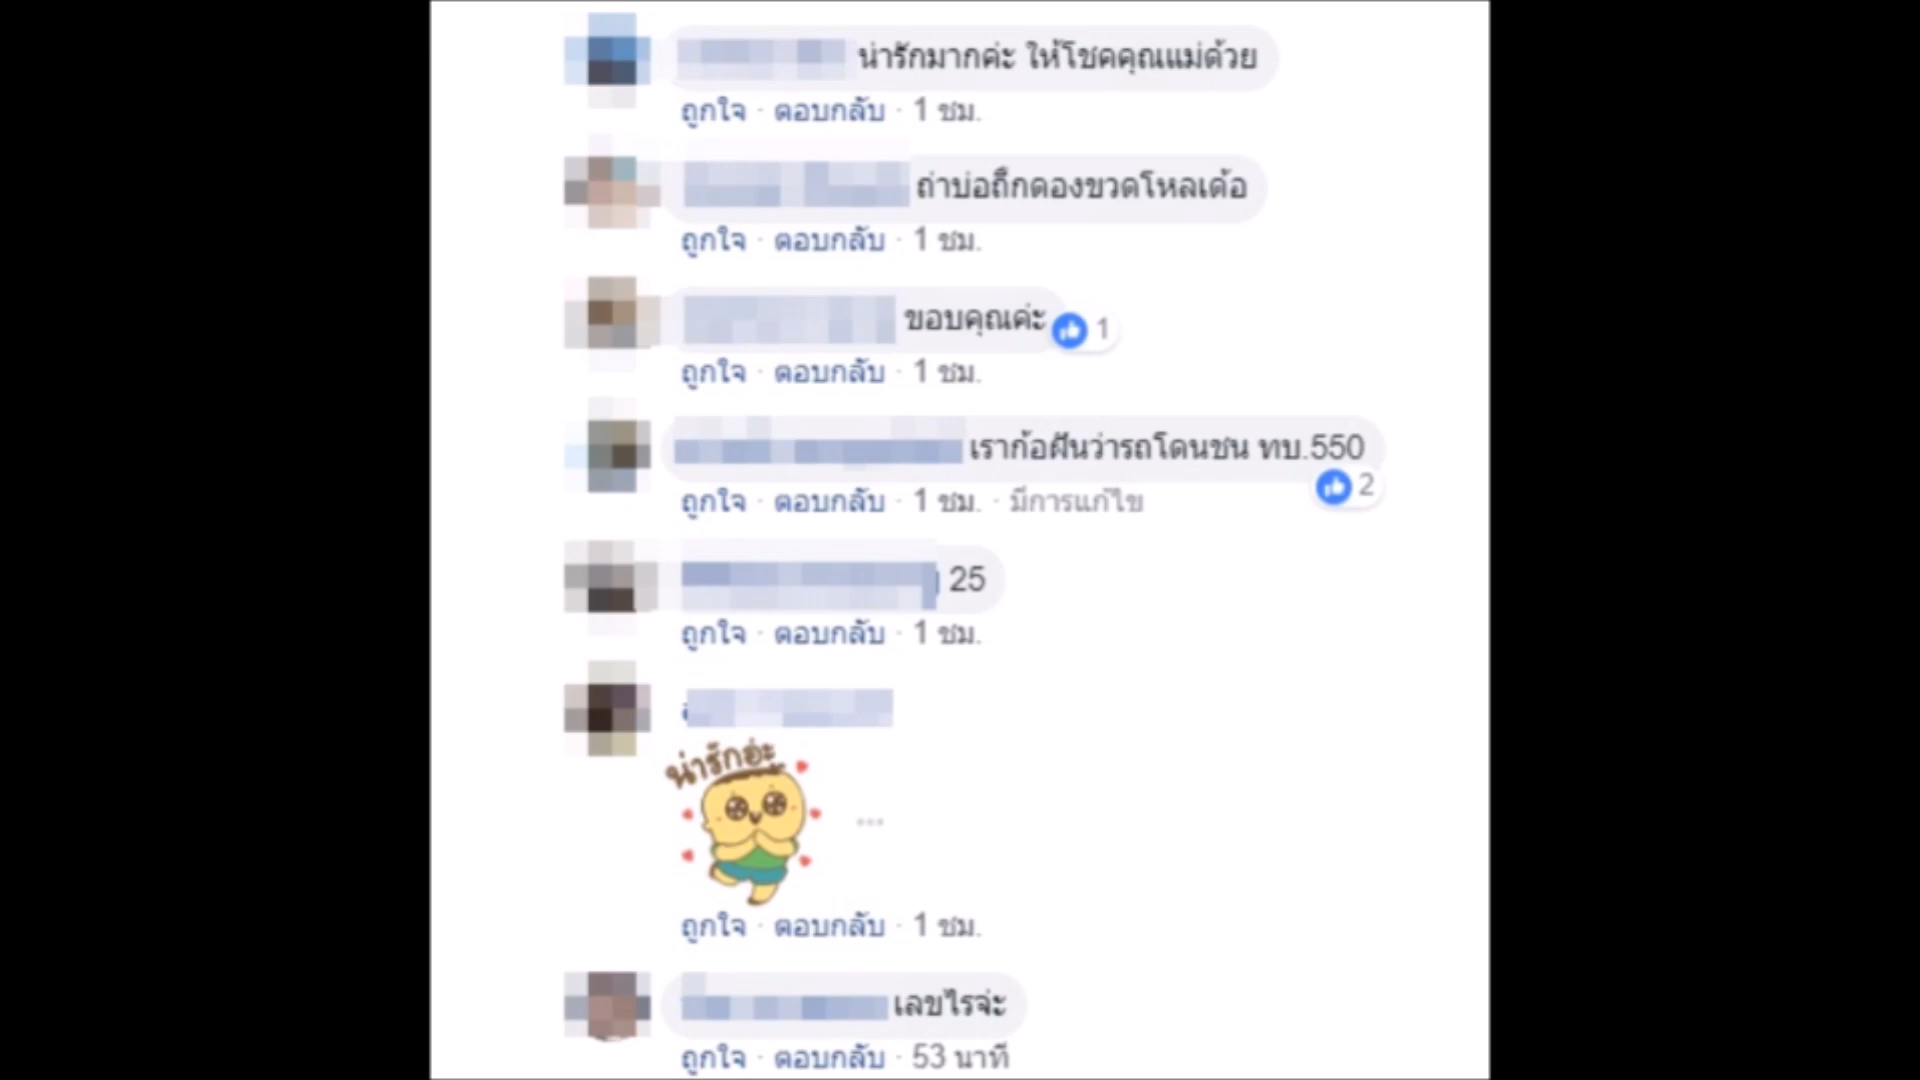 น่ารักมากค่ะ ให้โชคคุณแม่ด้วย
ถูกใจ · ตอบกลับ · 1 ชม.
ถ่าบ่อถืกดองขวดโหลเด้อ
ถูกใจ · ตอบกลับ · 1 ชม.
ขอบคุณค่ะ 1
ถูกใจ · ตอบกลับ · 1 ชม.
เราก้อฝันว่ารถโดนชน ทบ.550
2
ถูกใจ · ตอบกลับ · 1 ชม. · มีการแก้ไข
25
ถูกใจ · ตอบกลับ · 1 ชม.
น่ารักอ่ะ
ถูกใจ · ตอบกลับ · 1 ชม.
เลขไรจ่ะ
ถูกใจ · ตอบกลับ · 53 นาที